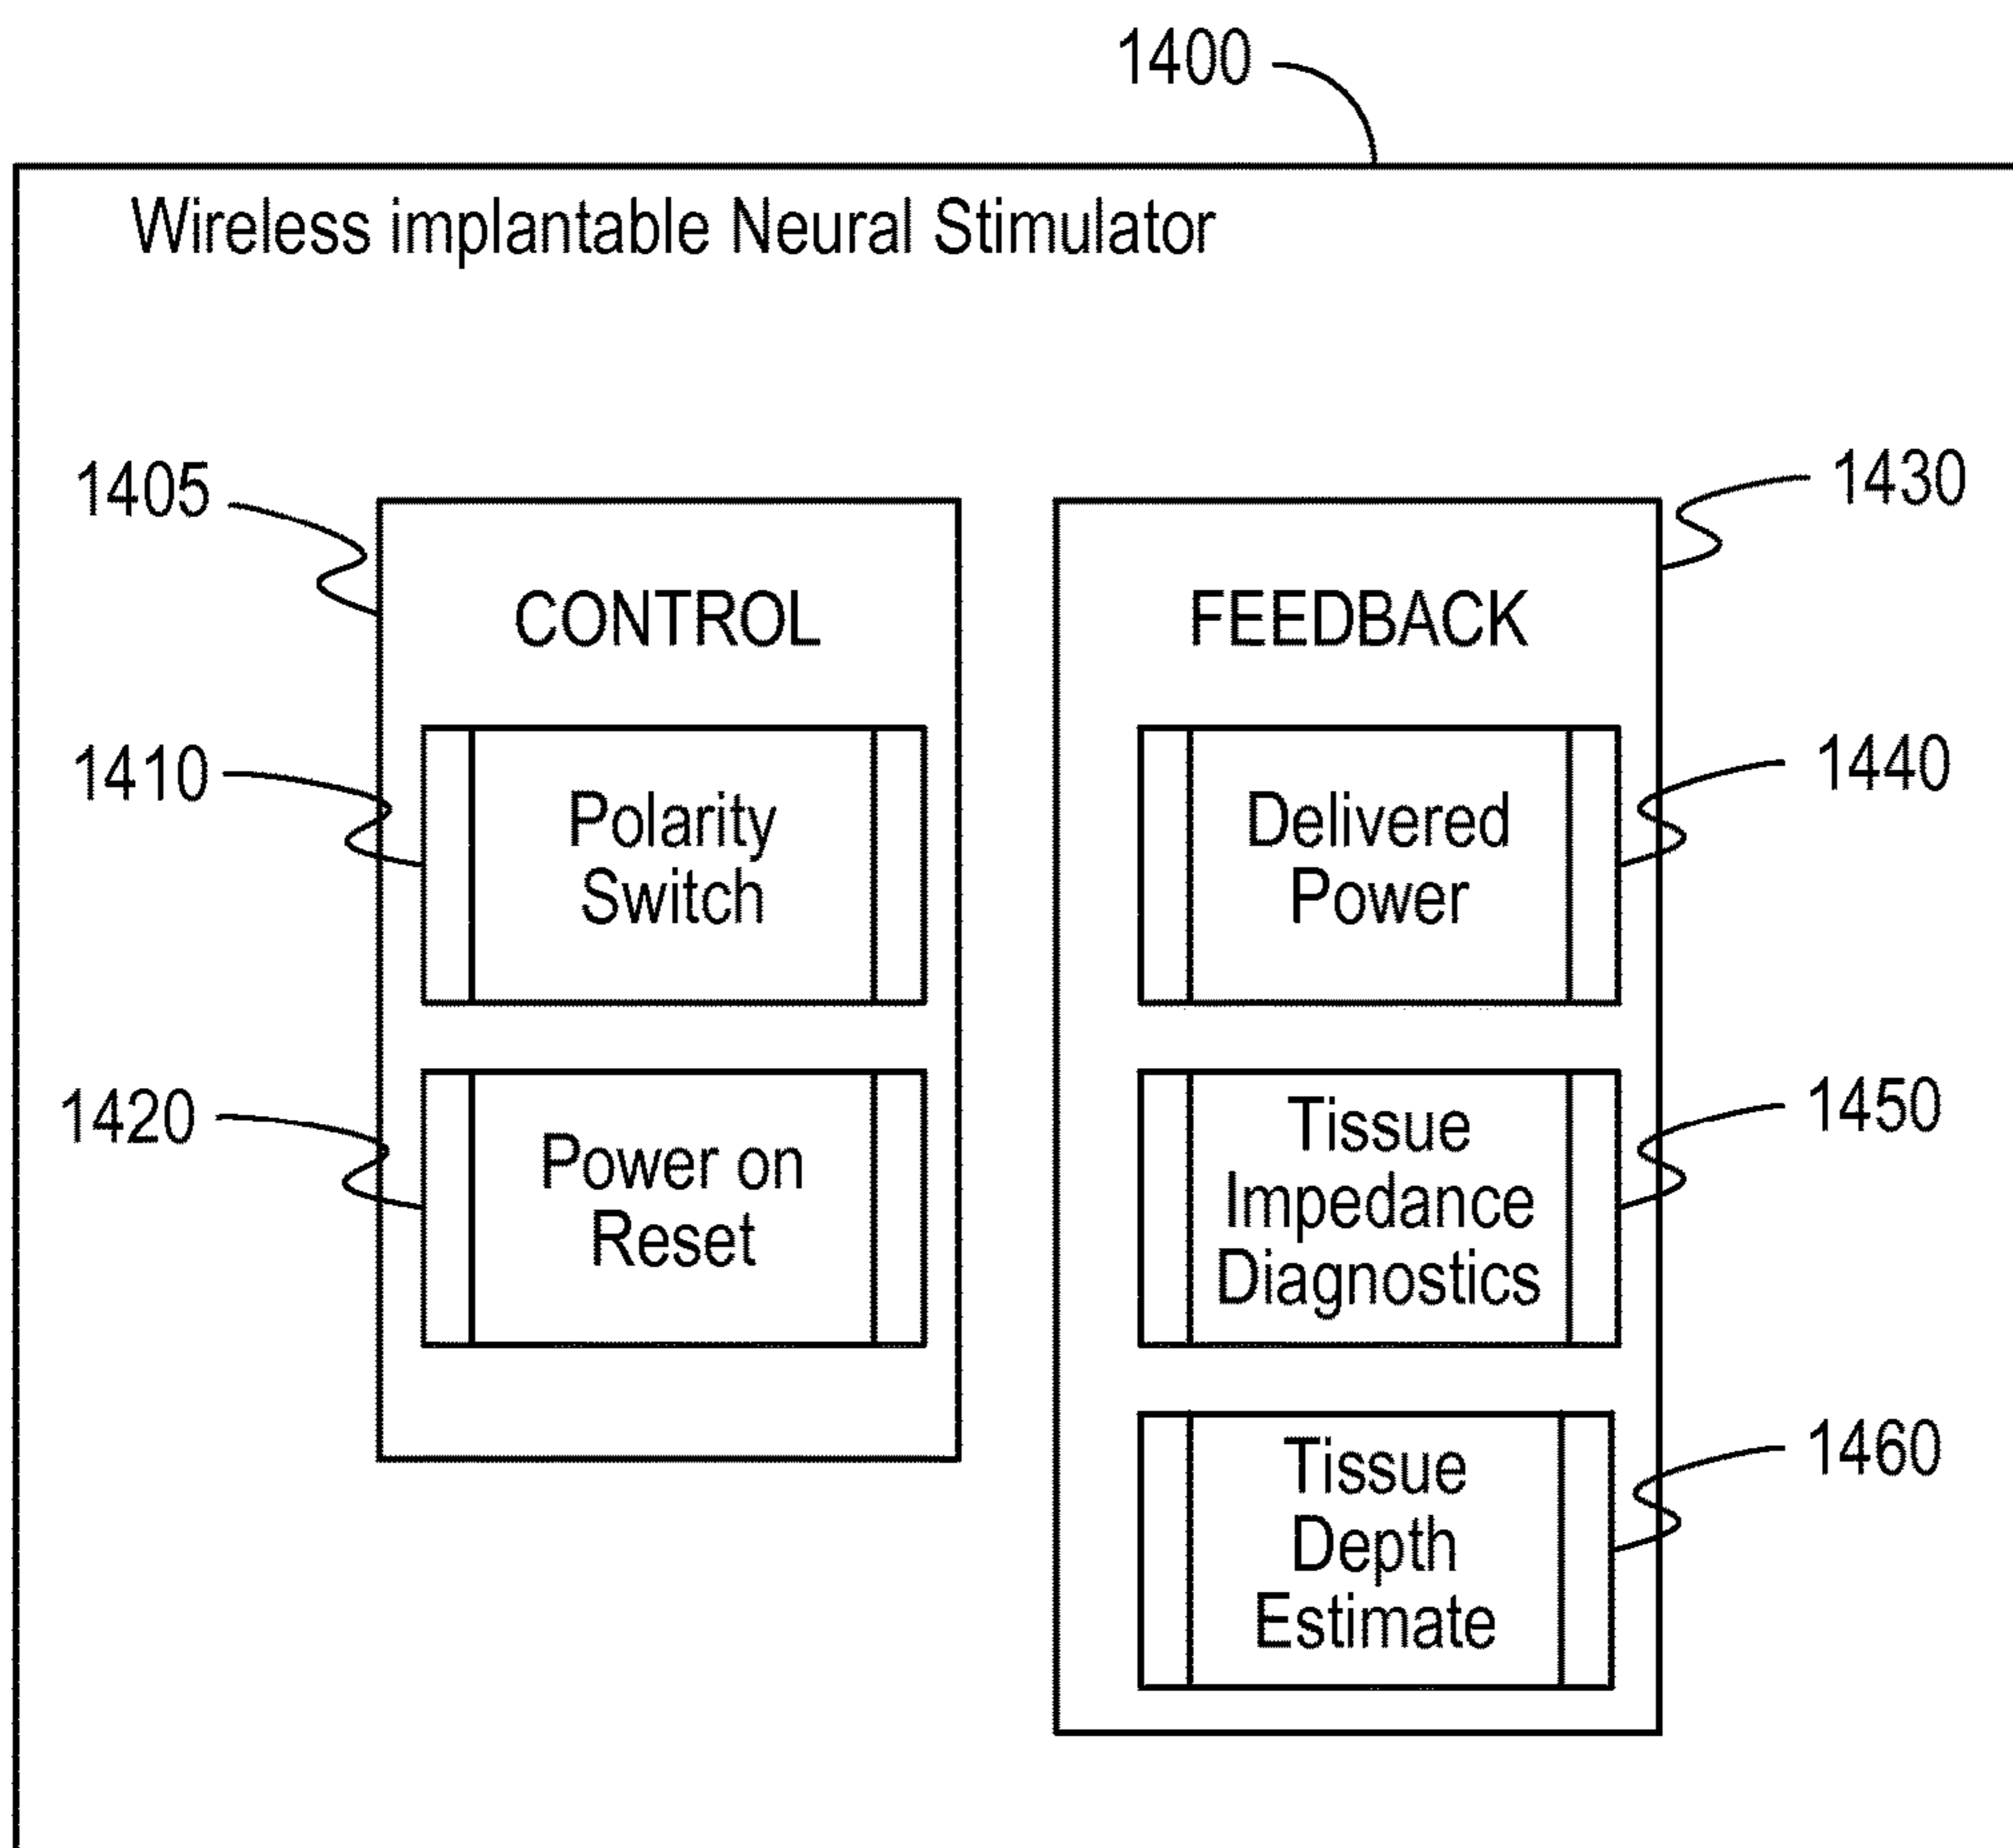 1400
Wireless implantable Neural Stimulator
1405
CONTROL
1410
Polarity
Switch
1420
Power on
Reset
1430
FEEDBACK
1440
Delivered
Power
1450
Tissue
Impedance
Diagnostics
1460
Tissue
Depth
Estimate